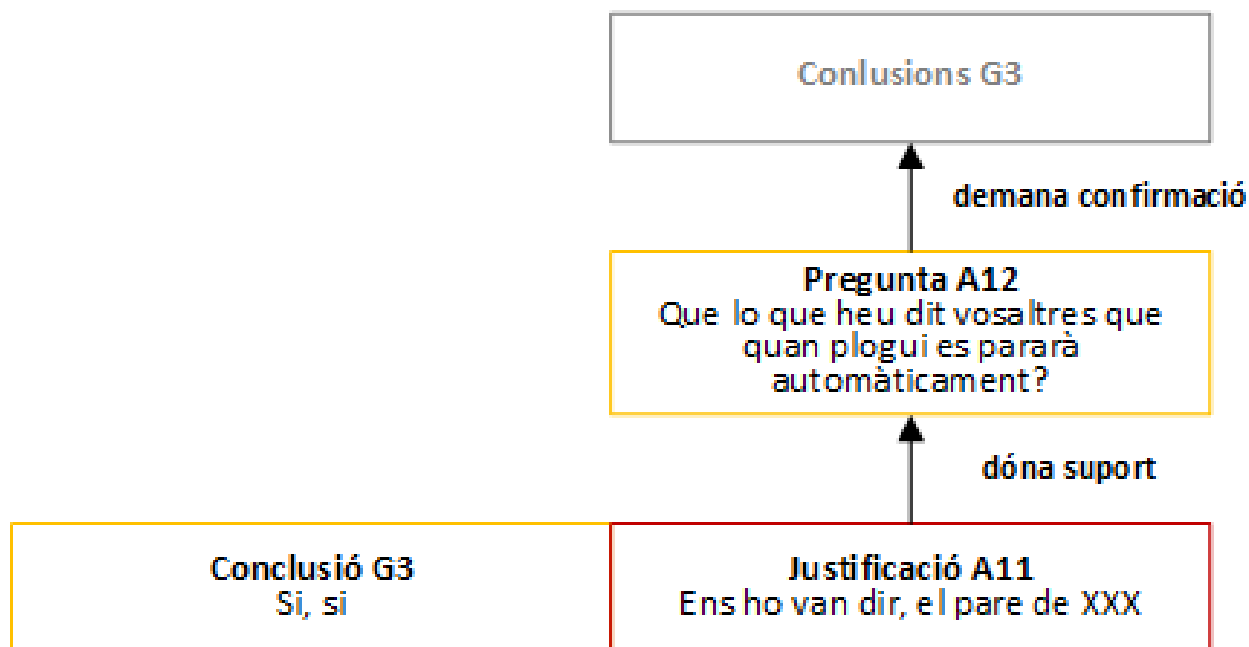 Conlusions G3
demana confirmació
Pregunta A12
Que lo que heu dit vosaltres que
quan plogui es pararà
automàticament?
dóna suport
Conclusió G3
Si, si
Justificació A11
Ens ho van dir, el pare de XXX